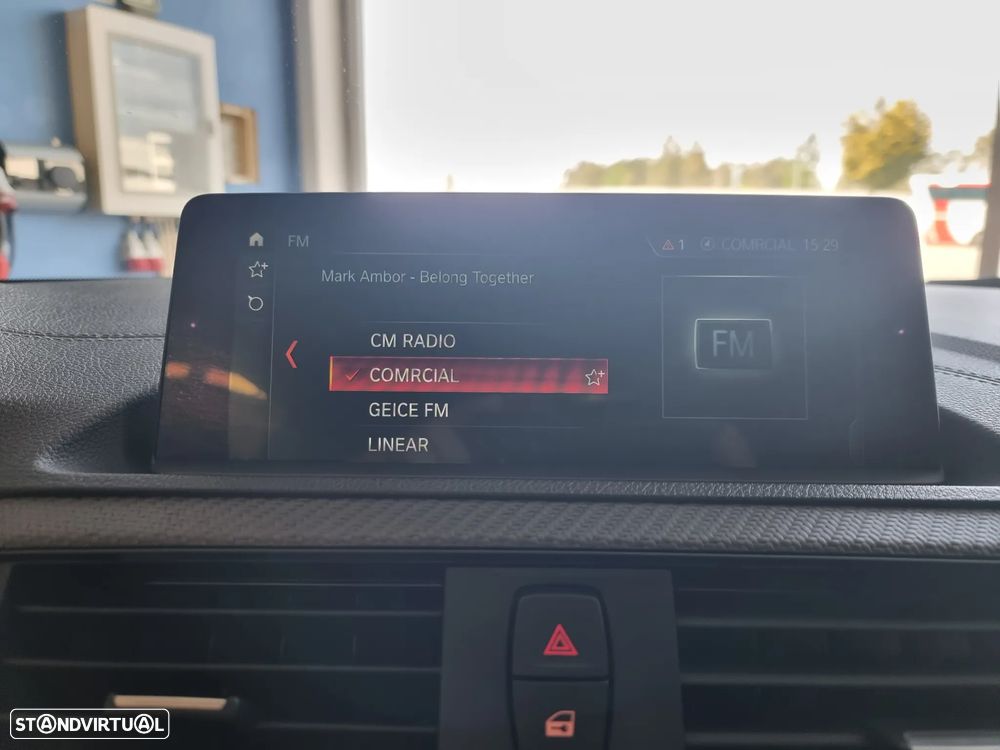 FM
1 COMRCIAL 15:29
Mark Ambor - Belong Together
CM RADIO
COMRCIAL
GEICE FM
LINEAR
FM
STANDVIRTUAL